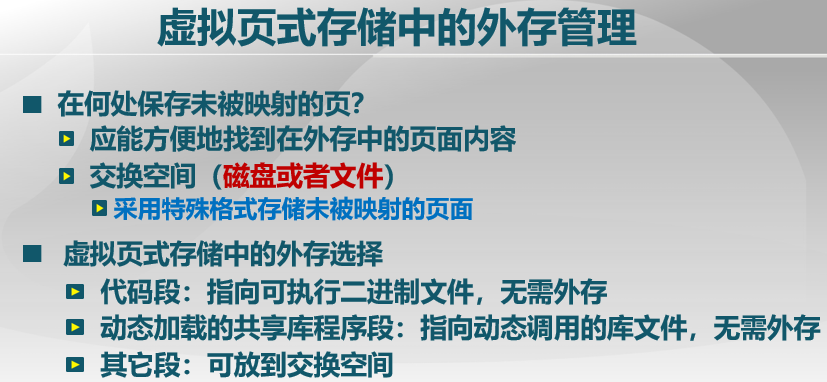 虚拟页式存储中的外存管理
在何处保存未被映射的页?
应能方便地找到在外存中的页面内容
交换空间（磁盘或者文件）
采用特殊格式存储未被映射的页面
虚拟页式存储中的外存选择
代码段：指向可执行二进制文件，无需外存
动态加载的共享库程序段：指向动态调用的库文件，无需外存
其它段：可放到交换空间